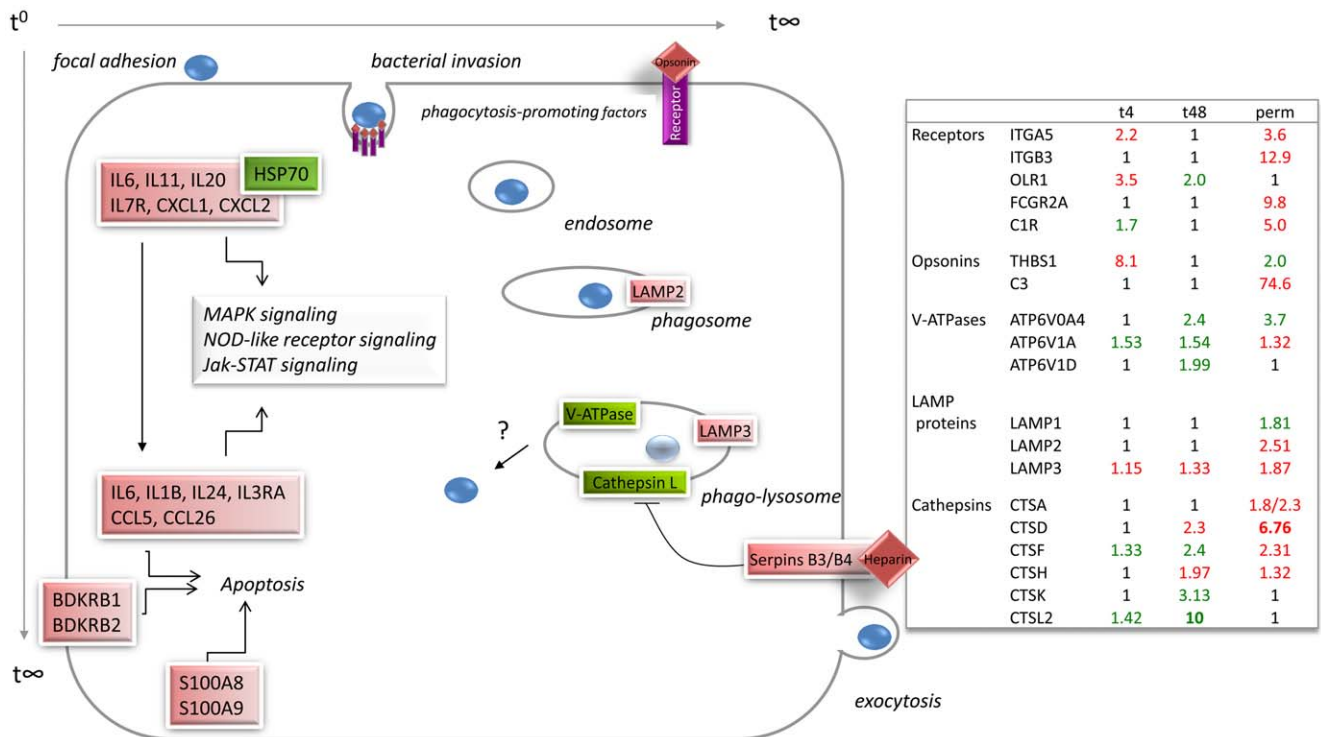 t0 t∞
focal adhesion
bacterial invasion
Opsonin
Receptor
phagocytosis-promoting factors
HSP70
IL6, IL11, IL20
IL7R, CXCL1, CXCL2
endosome
LAMP2
phagosome
MAPK signaling
NOD-like receptor signaling
Jak-STAT signaling
V-ATPase
?
LAMP3
Cathepsin L
phago-lysosome
IL6, IL1B, IL24, IL3RA
CCL5, CCL26
Serpins B3/B4
Heparin
Apoptosis
BDKRB1
BDKRB2
t∞
S100A8
S100A9
exocytosis
t4 t48 perm
Receptors ITGA5 2.2 1 3.6
ITGB3 1 1 12.9
OLR1 3.5 2.0 1
FCGR2A 1 1 9.8
C1R 1.7 1 5.0
Opsonins THBS1 8.1 1 2.0
C3 1 1 74.6
V-ATPases ATP6V0A4 1 2.4 3.7
ATP6V1A 1.53 1.54 1.32
ATP6V1D 1 1.99 1
LAMP
proteins LAMP1 1 1 1.81
LAMP2 1 1 2.51
LAMP3 1.15 1.33 1.87
Cathepsins CTSA 1 1 1.8/2.3
CTSD 1 2.3 6.76
CTSF 1.33 2.4 2.31
CTSH 1 1.97 1.32
CTSK 1 3.13 1
CTSL2 1.42 10 1